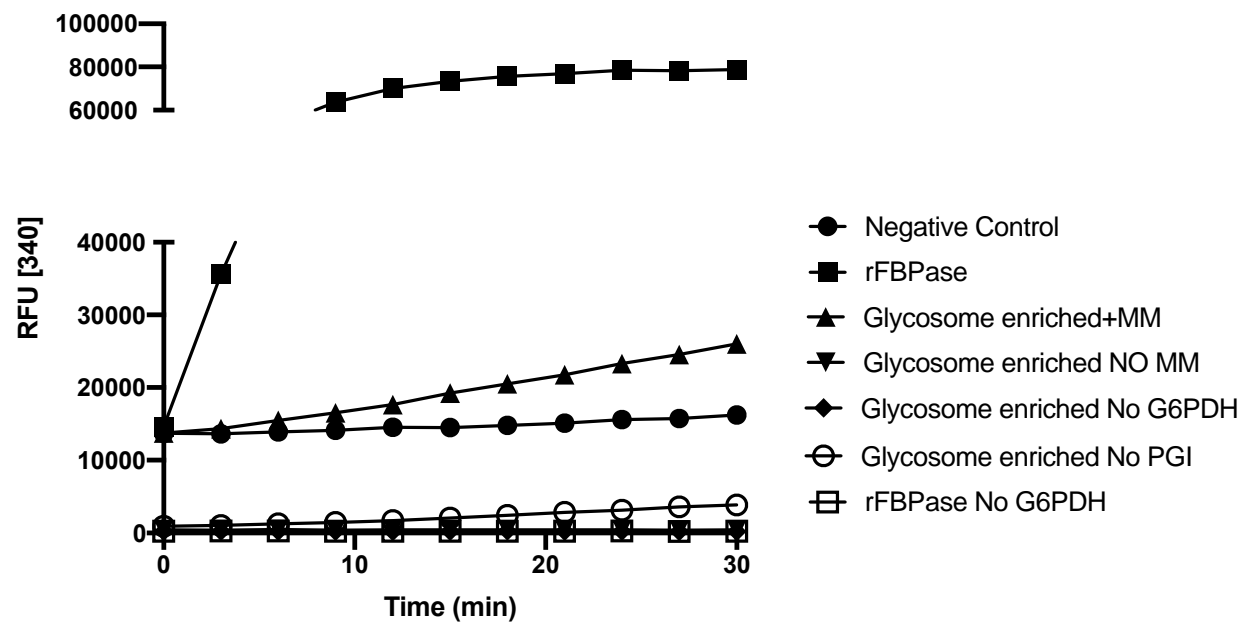 100000
80000
60000
40000
30000
20000
10000
0
RFU [340]
0 10 20 30
Time (min)
Negative Control
rFBPase
Glycosome enriched+MM
Glycosome enriched NO MM
Glycosome enriched No G6PDH
Glycosome enriched No PGI
rFBPase No G6PDH